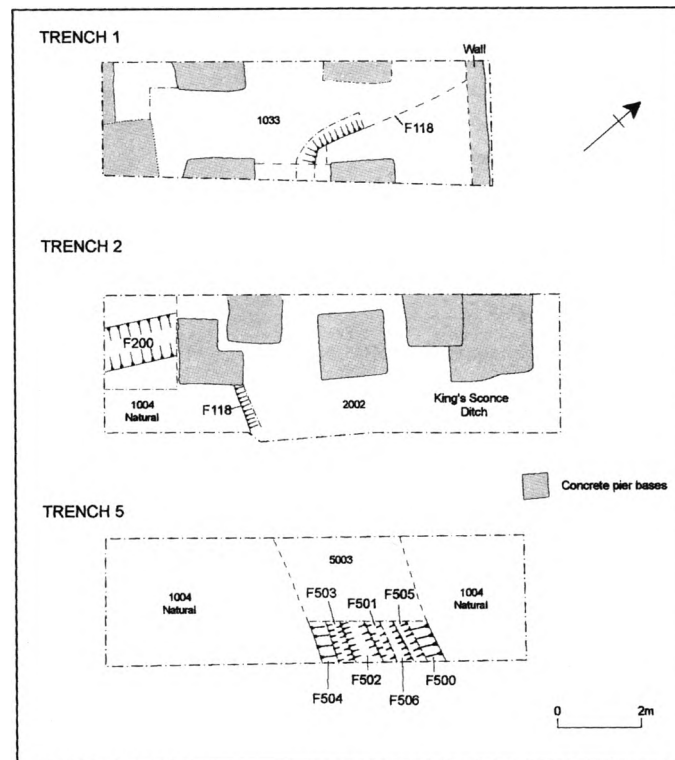 TRENCH 1
Wall
1033
F118
TRENCH 2
F200
1004
Natural
F118
2002
King's Sconce
Ditch
Concrete pier bases
TRENCH 5
5003
1004
Natural
F503
F501
F505
1004
Natural
F504
F502
F506
F500
0
2m